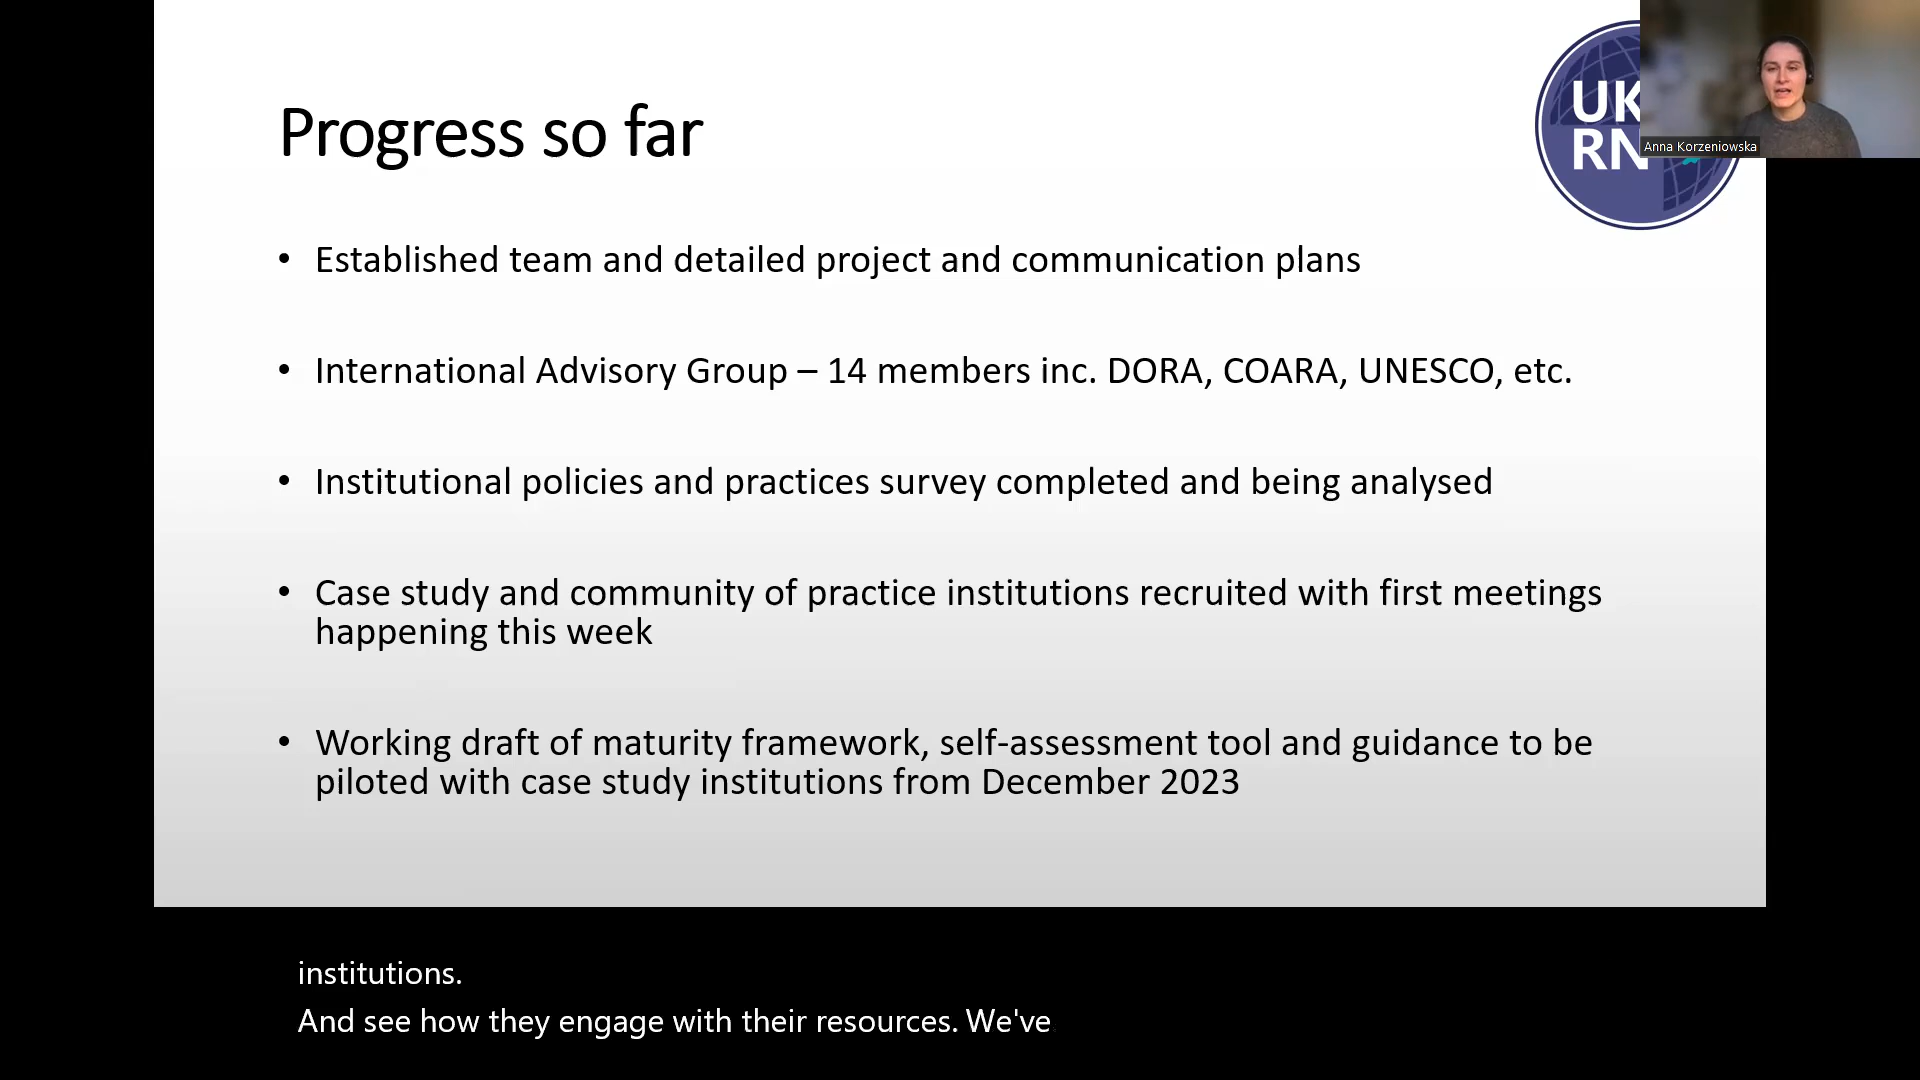 Progress so far
UK
RN
Anna Korzeniowska
• Established team and detailed project and communication plans
• International Advisory Group – 14 members inc. DORA, COARA, UNESCO, etc.
• Institutional policies and practices survey completed and being analysed
• Case study and community of practice institutions recruited with first meetings
happening this week
• Working draft of maturity framework, self-assessment tool and guidance to be
piloted with case study institutions from December 2023
institutions.
And see how they engage with their resources. We've